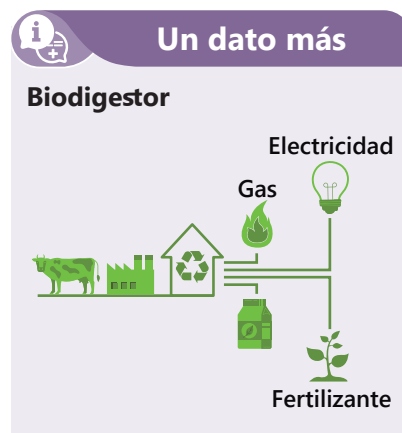 Un dato más
Biodigestor
Electricidad
Gas
Fertilizante